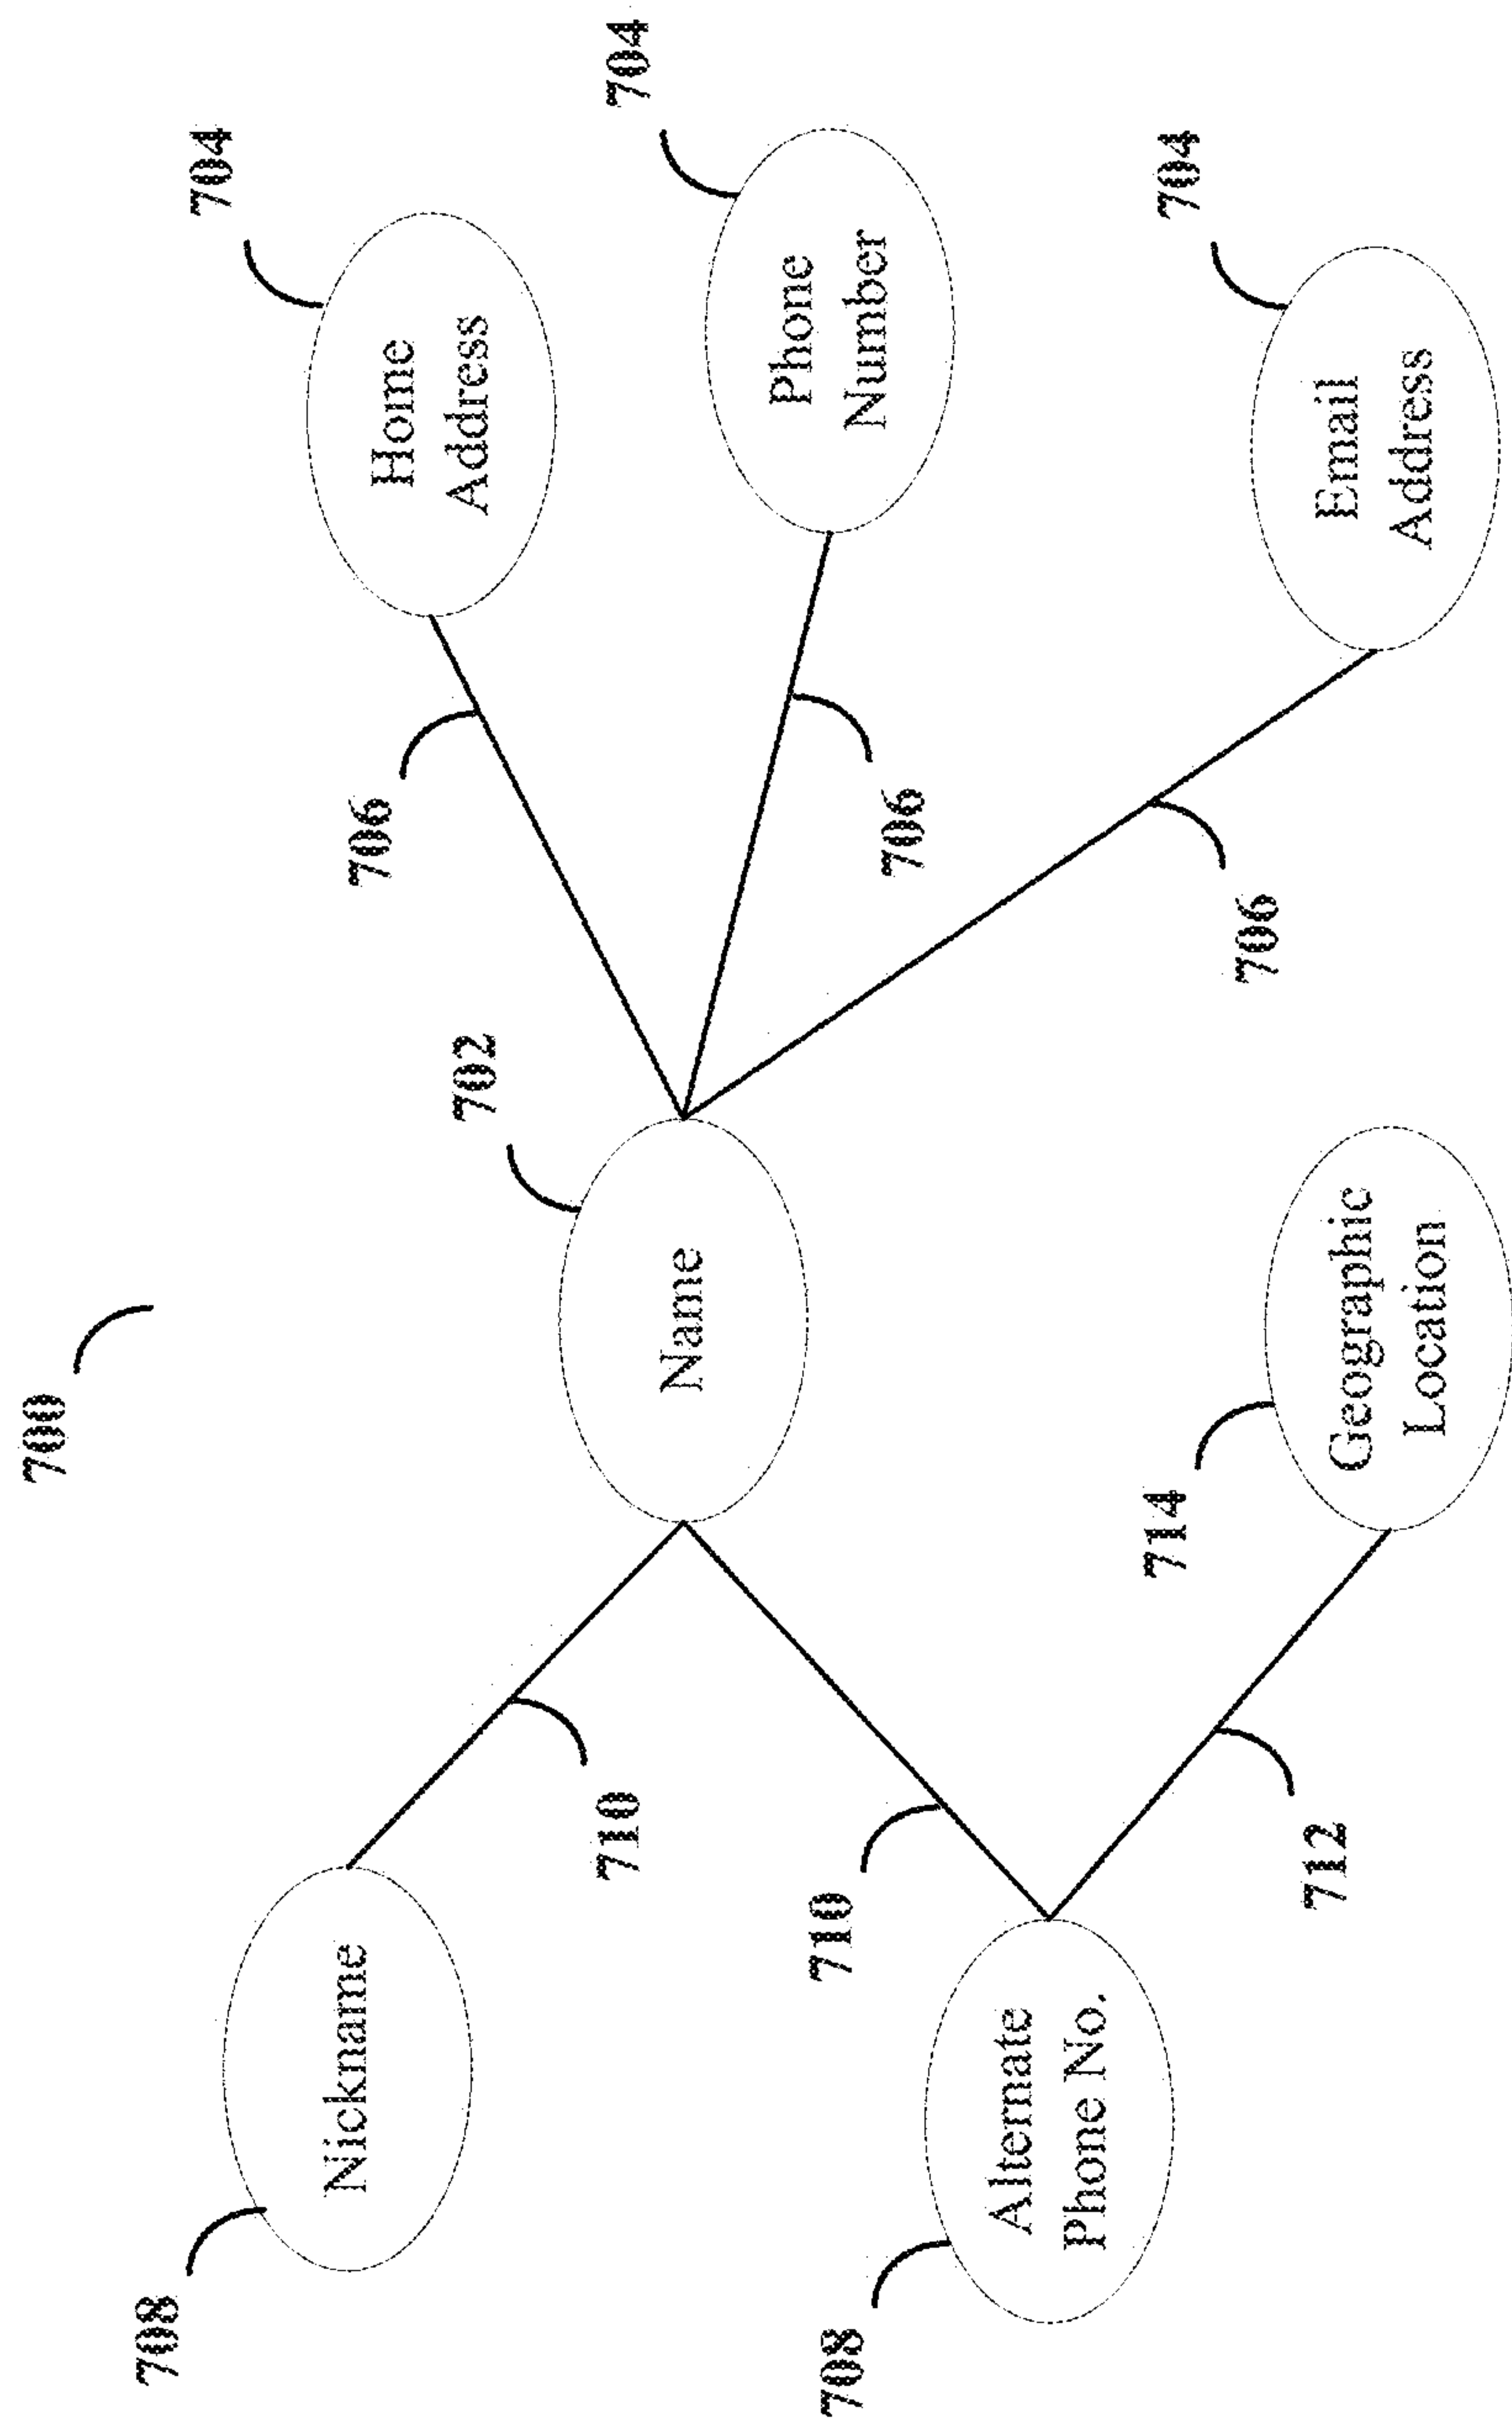 700
708
Nickname
710
702
Name
706
704
Home
Address
704
Phone
Number
706
708
Alternate
Phone No.
710
712
714
Geographic
Location
706
704
Email
Address